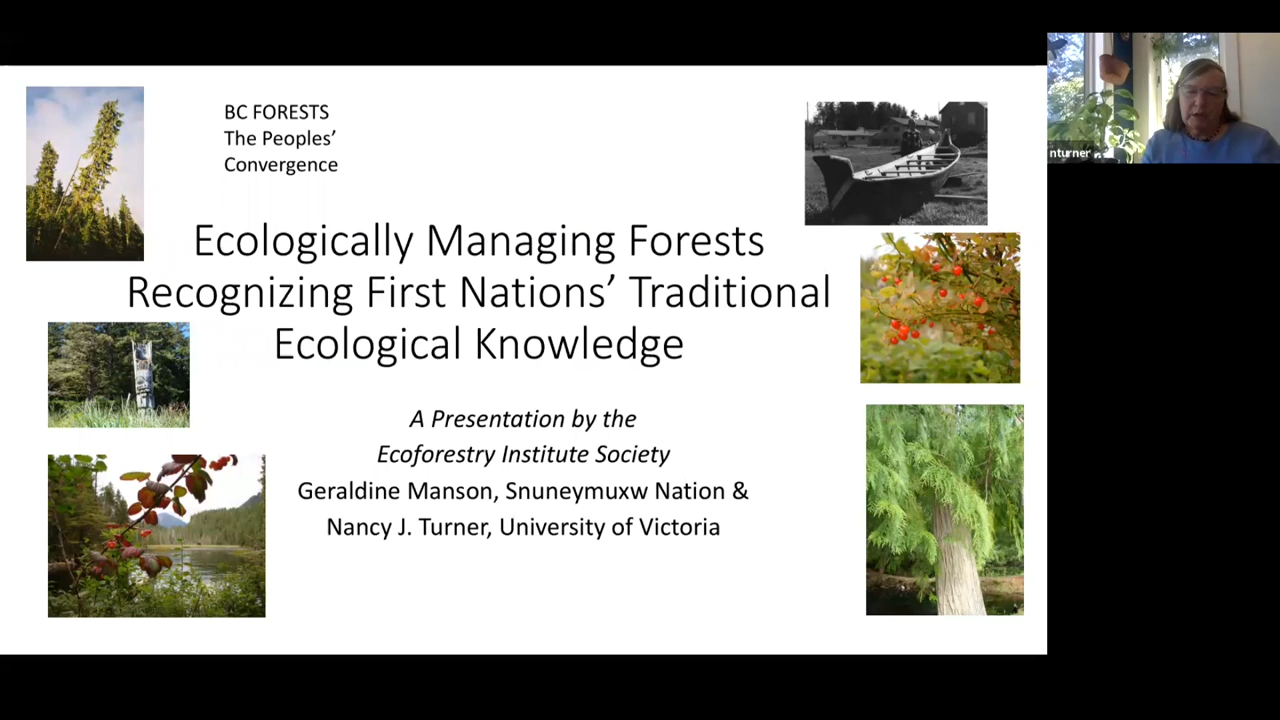 BC FORESTS
The Peoples’
Convergence
Ecologically Managing Forests
Recognizing First Nations’ Traditional
Ecological Knowledge
A Presentation by the
Ecoforestry Institute Society
Geraldine Manson, Snuneymuxw Nation &
Nancy J. Turner, University of Victoria
nturner